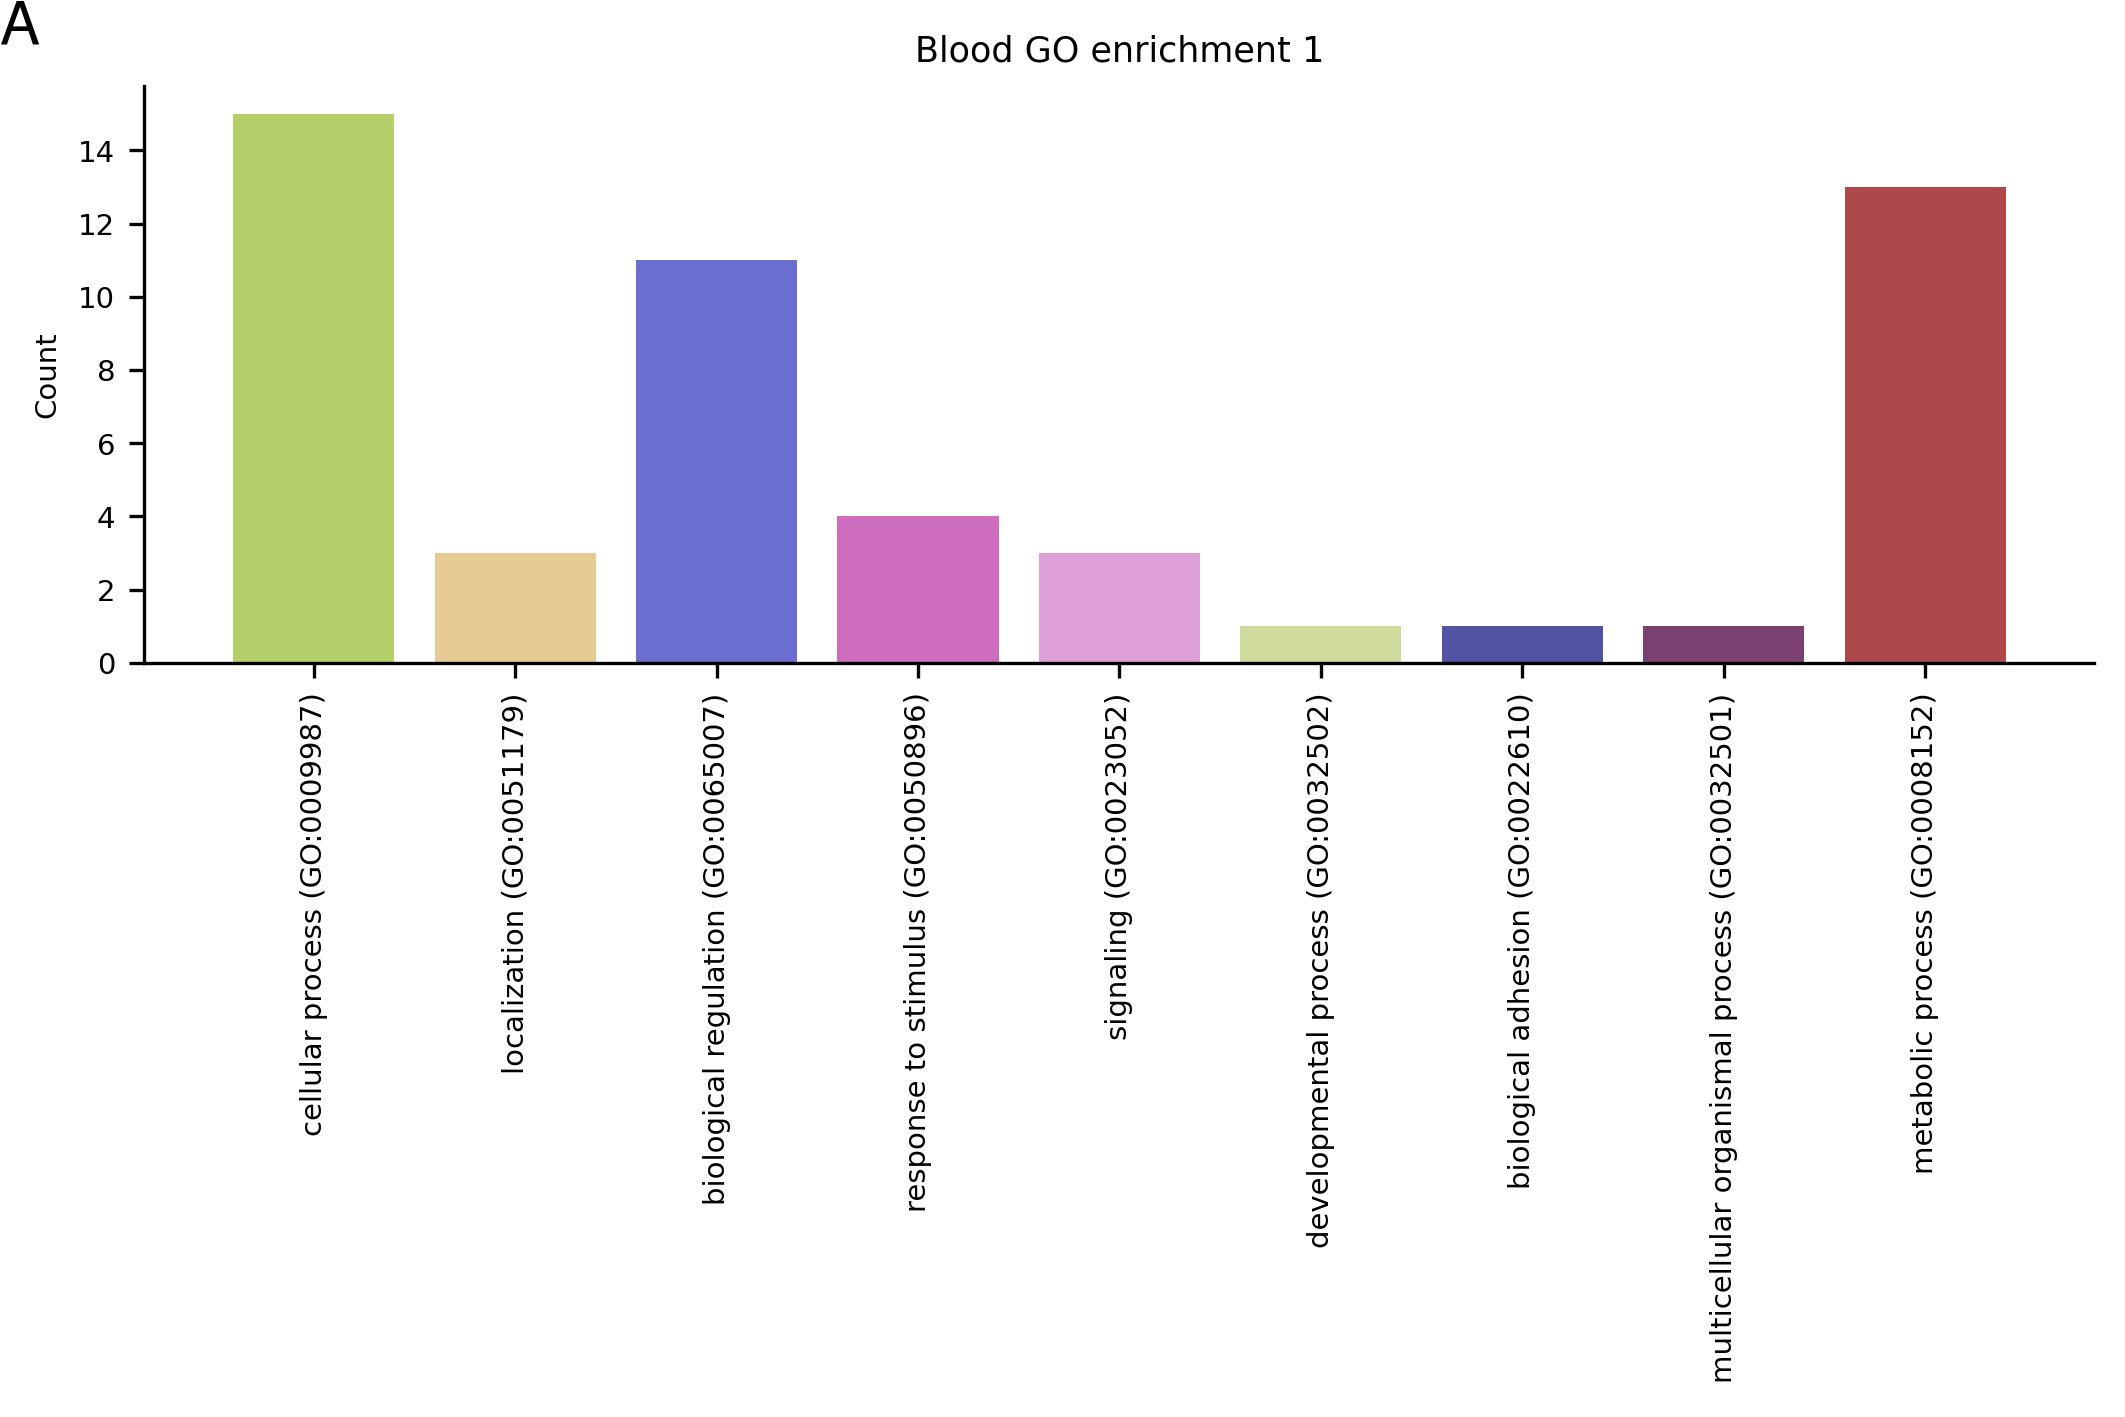 A
Blood GO enrichment 1
Count
14
12
10
8
6
4
2
0
cellular process (GO:0009987)
localization (GO:0051179)
biological regulation (GO:0065007)
response to stimulus (GO:0050896)
signaling (GO:0023052)
developmental process (GO:0032502)
biological adhesion (GO:0022610)
multicellular organismal process (GO:0032501)
metabolic process (GO:0008152)